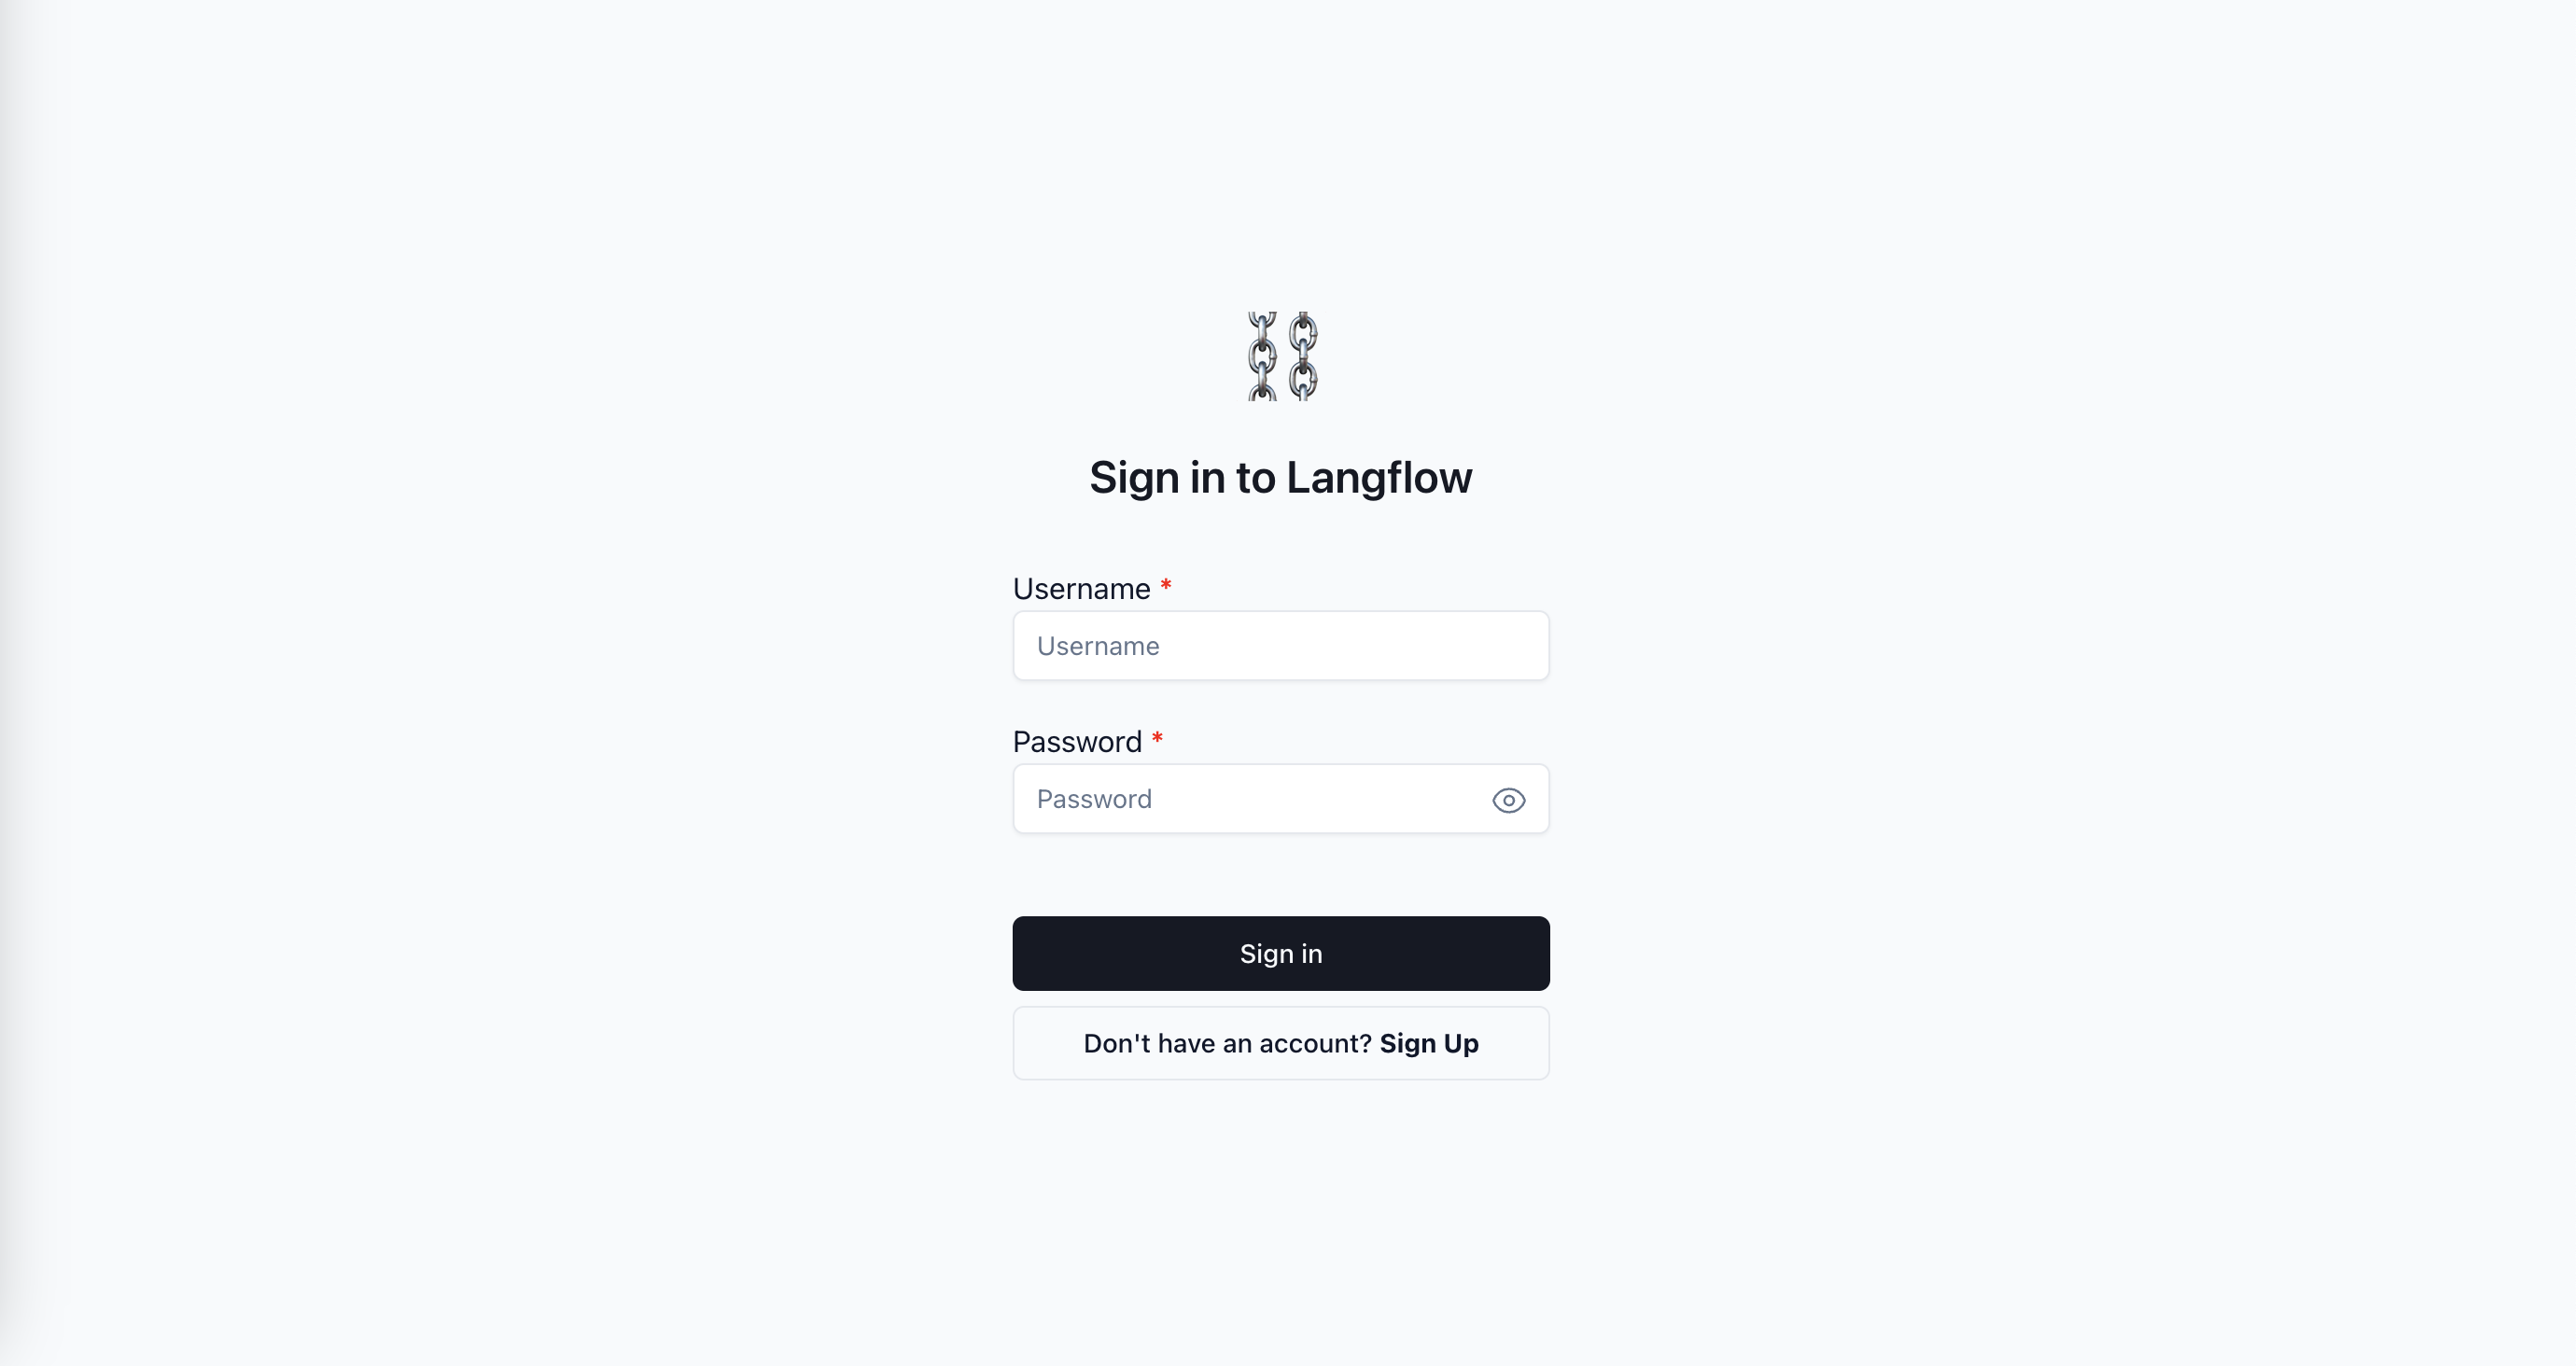 Sign in to Langflow
Username *
Username
Password *
Password
Sign in
Don't have an account? Sign Up